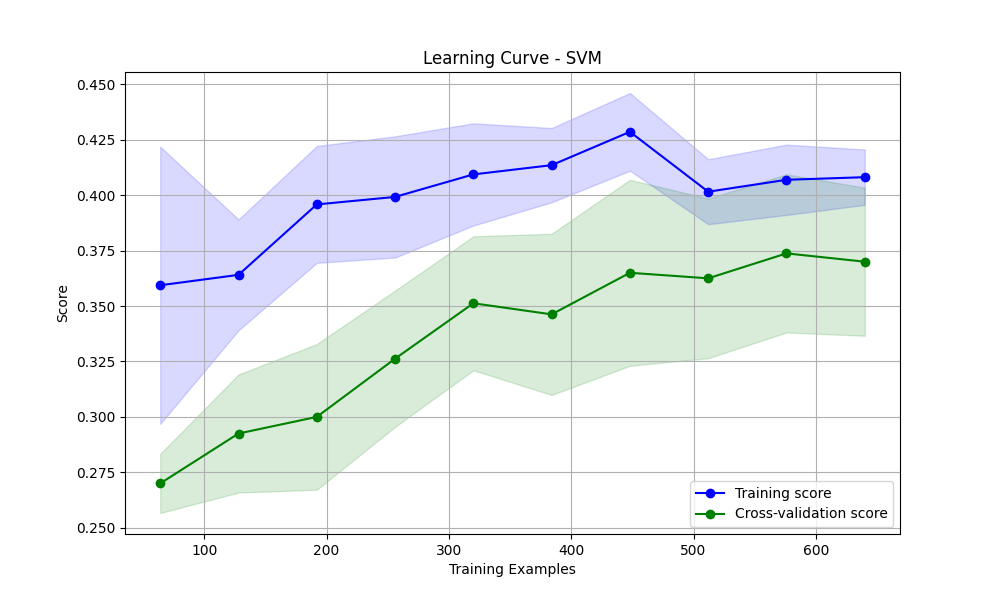 Learning Curve - SVM
0.450
0.425
0.400
0.375
0.350
0.325
0.300
0.275
0.250
Score
100 200 300 400 500 600
Training Examples
Training score
Cross-validation score